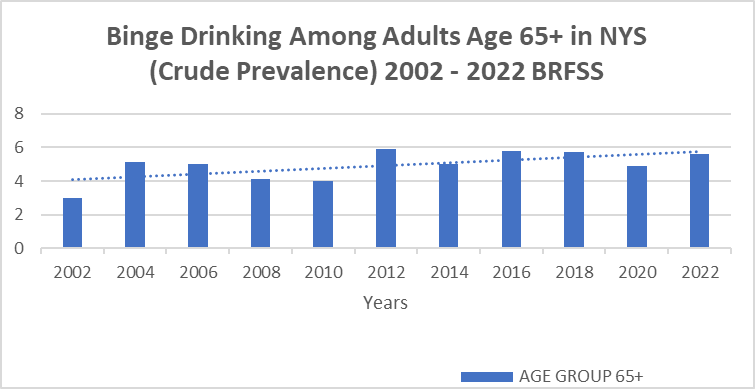 Binge Drinking Among Adults Age 65+ in NYS
(Crude Prevalence) 2002 - 2022 BRFSS
8
6
4
2
0
2002 2004 2006 2008 2010 2012 2014 2016 2018 2020 2022
Years
AGE GROUP 65+